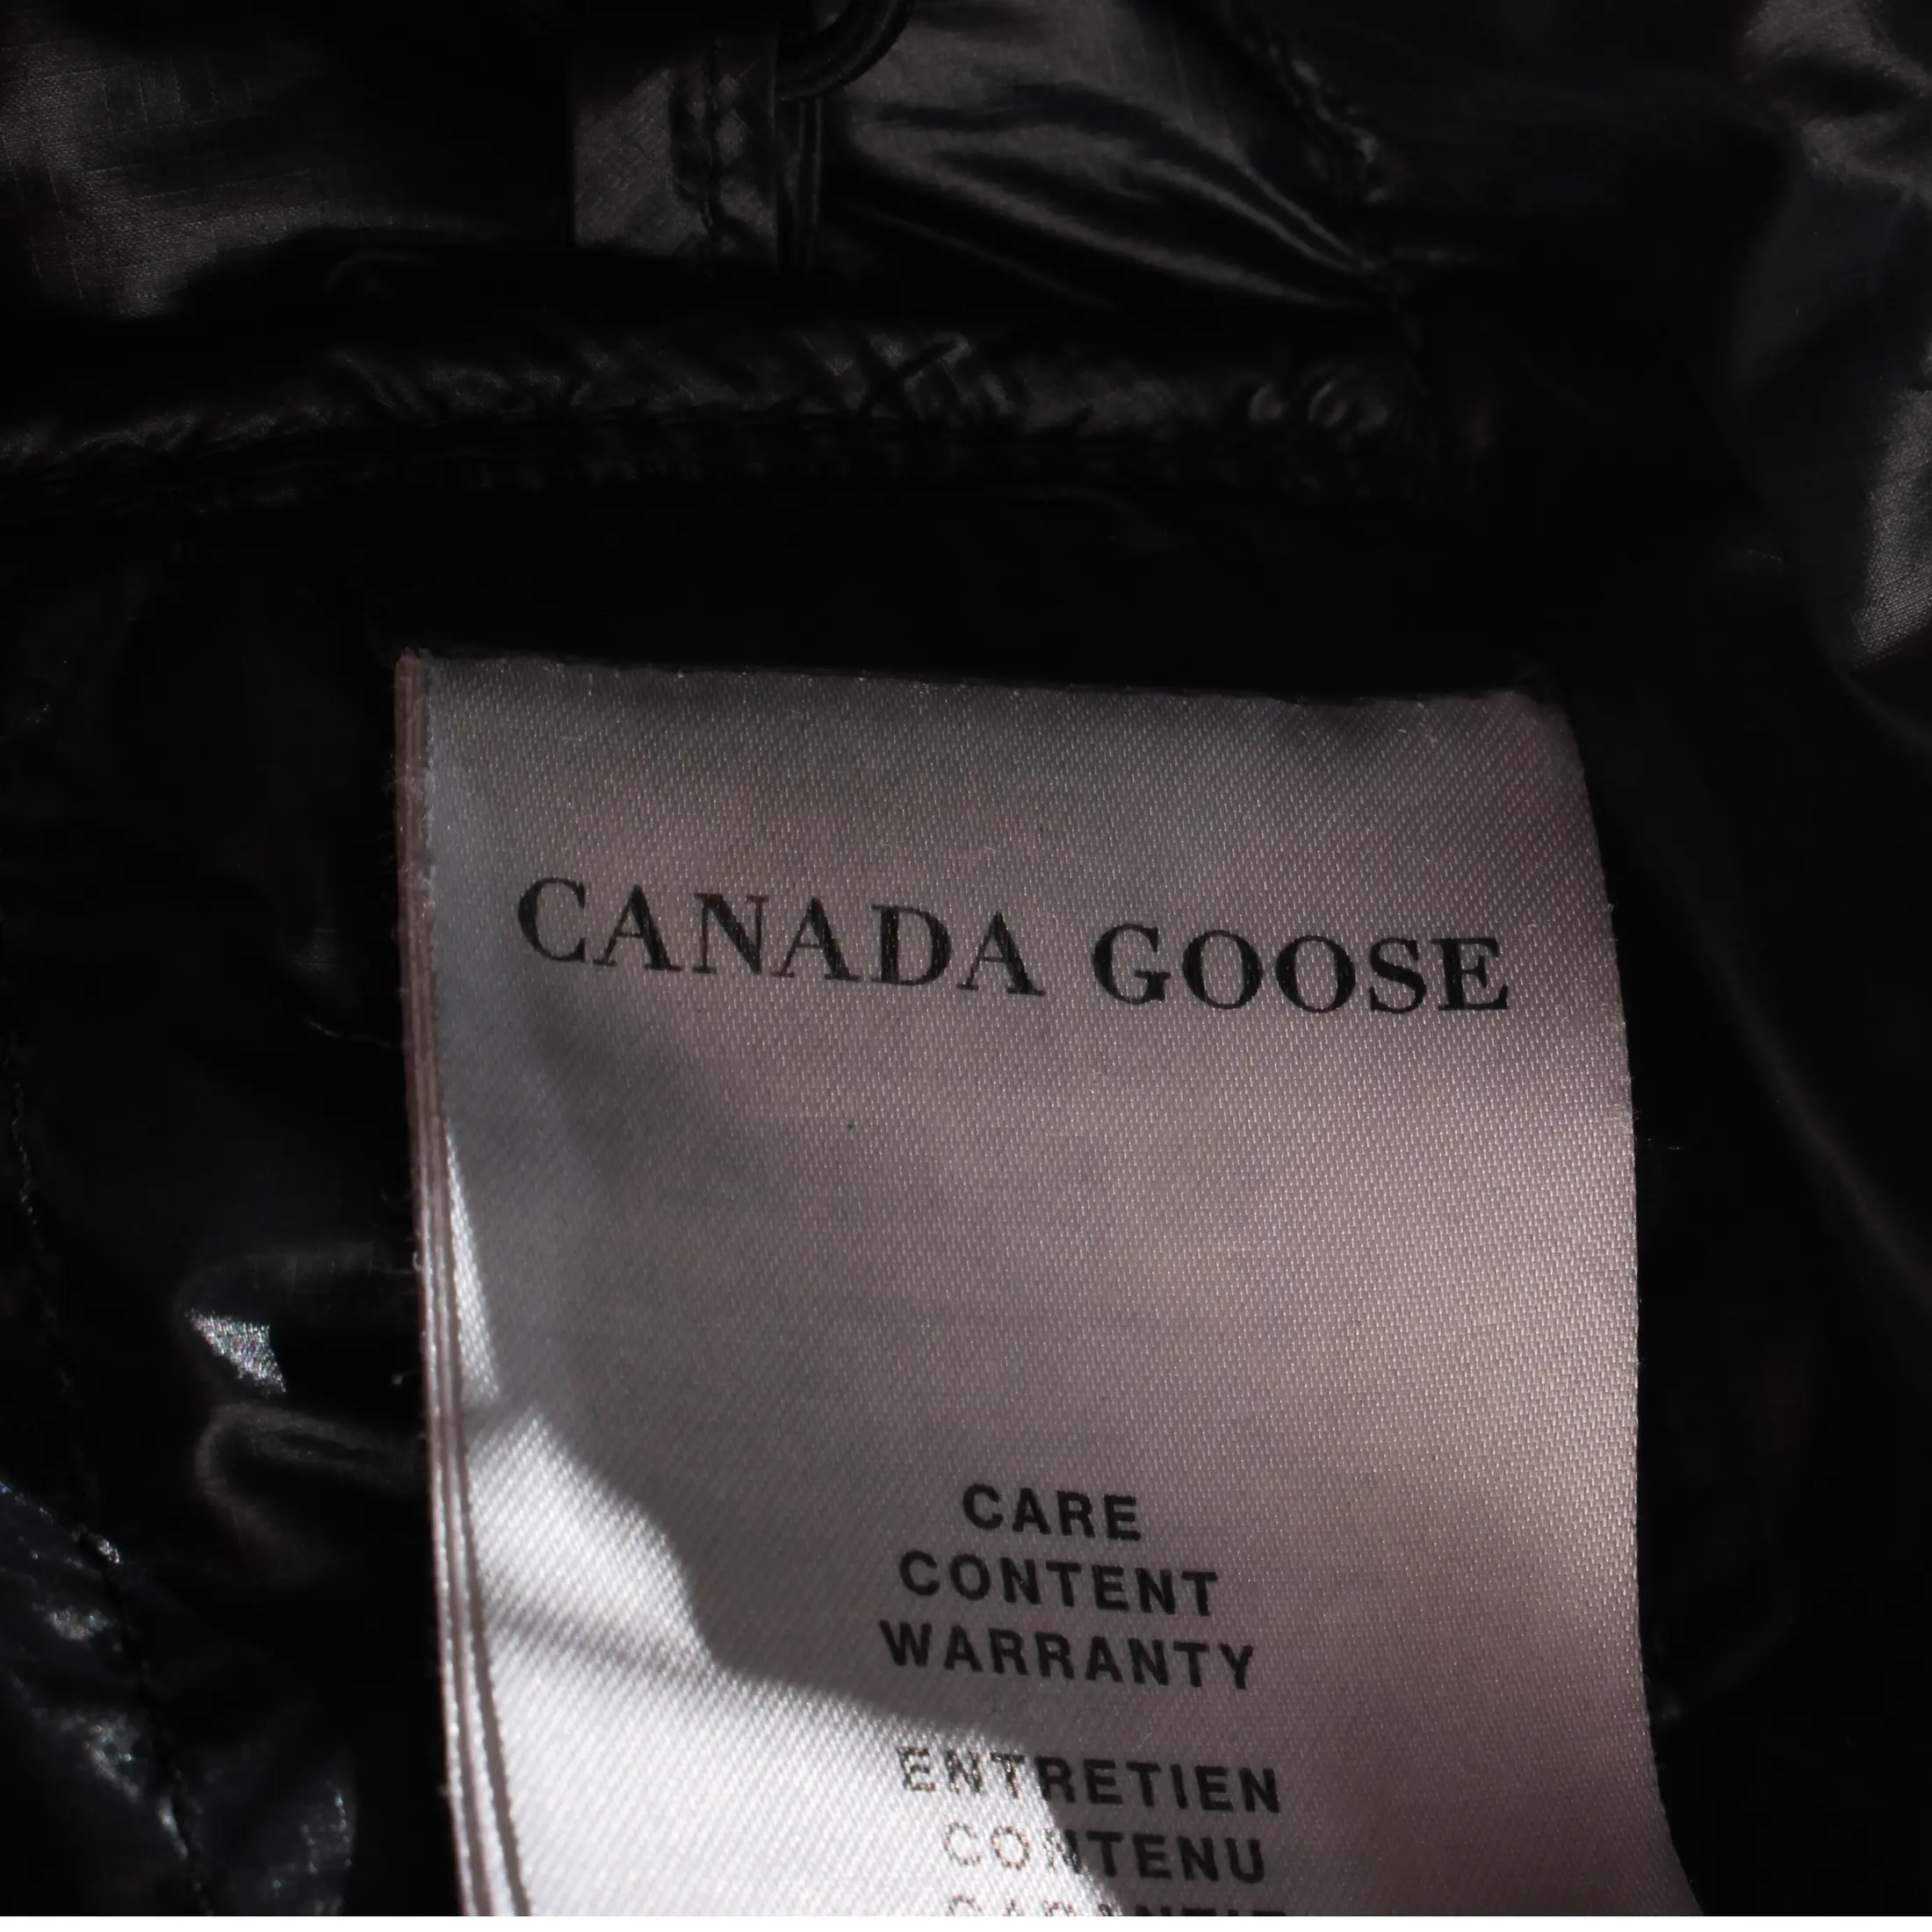 CANADA GOOSE
CARE
CONTENT
WARRANTY
ENTRETIEN
CONTENU